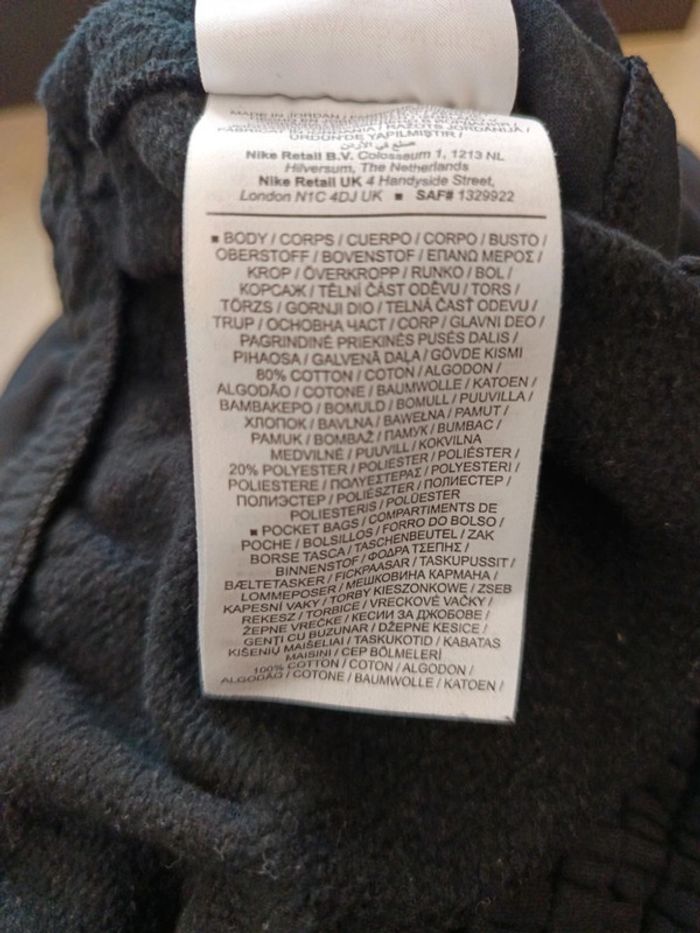 MADE IN JORDAN /
ÜRDÜN'DE YAPILMIŞTIR /
صنع في الأردن
Nike Retail B.V. Colosseum 1, 1213 NL
Hilversum, The Netherlands
Nike Retail UK 4 Handyside Street,
London N1C 4DJ UK ■ SAF# 1329922
■ BODY / CORPS / CUERPO / CORPO / BUSTO /
OBERSTOFF / BOVENSTOF / ΕΠΑΝΩ ΜΕΡΟΣ /
KROP / ÖVERKROPP / RUNKO / BOL /
КОРСАЖ / TĚLNÍ ČÁST ODĚVU / TORS /
TÖRZS / GORNJI DIO / TELNÁ ČASŤ ODEVU /
TRUP / ОСНОВНА ЧАСТ / CORP / GLAVNI DEO /
PAGRINDINĖ PRIEKINĖS PUSĖS DALIS /
PIHAOSA / GALVENĀ DAĻA / GÖVDE KISMI
80% COTTON / COTON / ALGODON /
ALGODÃO / COTONE / BAUMWOLLE / KATOEN /
ΒΑΜΒΑΚΕΡΟ / BOMULD / BOMULL / PUUVILLA /
ХЛОПОК / BAVLNA / BAWEŁNA / PAMUT /
PAMUK / BOMBAŽ / ПАМУК / BUMBAC /
MEDVILNĖ / PUUVILL / KOKVILNA
20% POLYESTER / POLIESTER / POLIÉSTER /
POLIESTERE / ΠΟΛΥΕΣΤΕΡΑΣ / POLYESTERI /
ПОЛИЭСТЕР / POLIÉSZTER / ПОЛИЕСТЕР /
POLIESTERIS / POLÜESTER
■ POCKET BAGS / COMPARTIMENTS DE
POCHE / BOLSILLOS / FORRO DO BOLSO /
BORSE TASCA / TASCHENBEUTEL / ZAK
BINNENSTOF / ΦΟΔΡΑ ΤΣΕΠΗΣ / TASKUPUSSIT /
BÆLTETASKER / FICKPAASAR / TASKUPUSSIT /
LOMMEPOSER / МЕШКОВИНА КАРМАНА /
KAPESNÍ VAKY / TORBY KIESZONKOWE / ZSEB
REKESZ / TORBICE / VRECKOVÉ VAČKY /
ŽEPNE VREČKE / КЕСИИ ЗА ДЖОБОВЕ /
GENȚI CU BUZUNAR / DŽEPNE KESICE /
KIŠENIŲ MAIŠELIAI / TASKUKOTID / KABATAS
MAISINI / CEP BÖLMELERİ
100% COTTON / COTON / ALGODON /
ALGODÃO / COTONE / BAUMWOLLE / KATOEN /